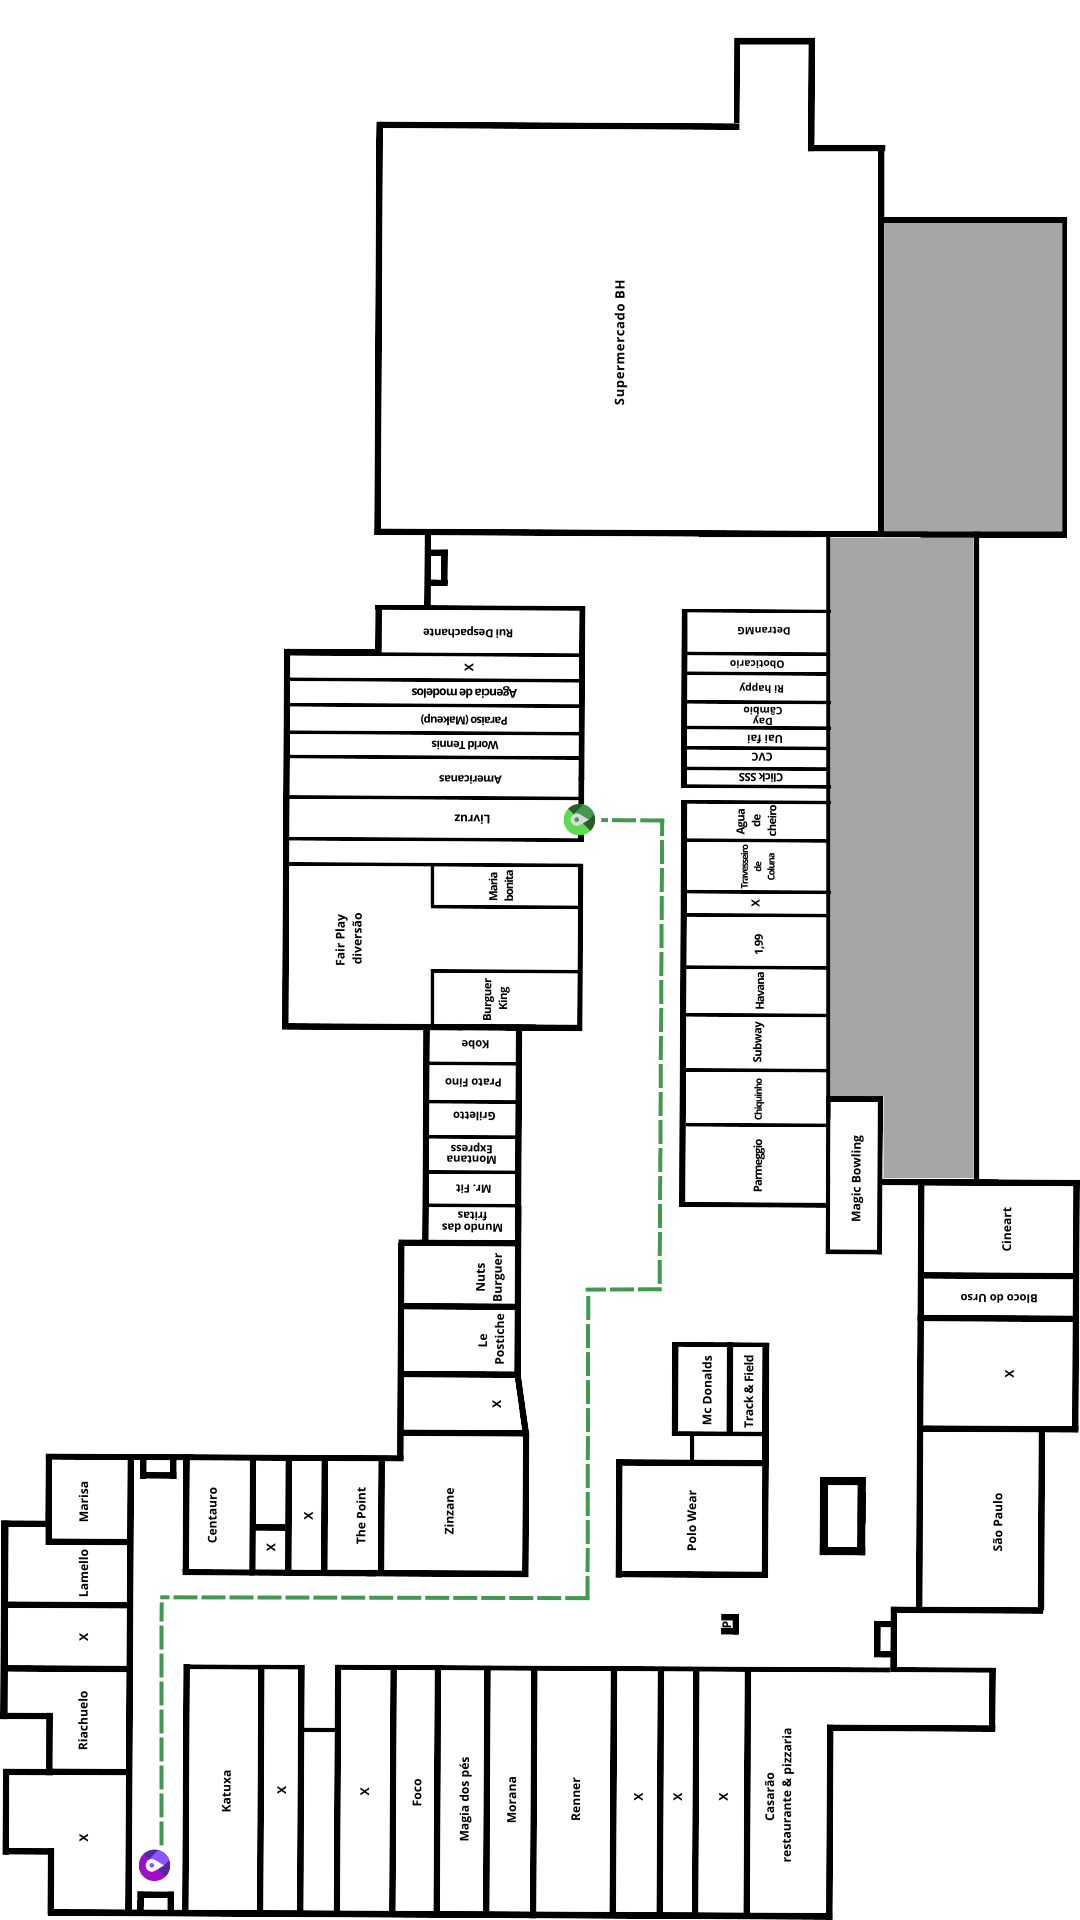 Supermercado BH
Rui Despachante
X
Agencia de modelos
Paraiso (Makeup)
World Tennis
Americanas
Livruz
DetranMG
Oboticario
Ri happy
Day
Câmbio
Uai fai
CVC
Click SSS
Agua
de
cheiro
Travesseiro
de
Coluna
X
1,99
Havana
Subway
Chiquinho
Parmeggio
Maria
bonita
Fair Play
diversão
Burguer
King
Kobe
Prato Fino
Griletto
Montana
Express
Mr. Fit
Mundo das
fritas
Nuts
Burguer
Le
Postiche
X
Zinzane
Magic Bowling
Cineart
Bloco do Urso
X
São Paulo
Mc Donalds
Track & Field
Polo Wear
P
Marisa
Lamello
X
Riachuelo
X
Centauro
X
X
The Point
Katuxa
X
X
Foco
Magia dos pés
Morana
Renner
X
X
X
Casarão
restaurante & pizzaria